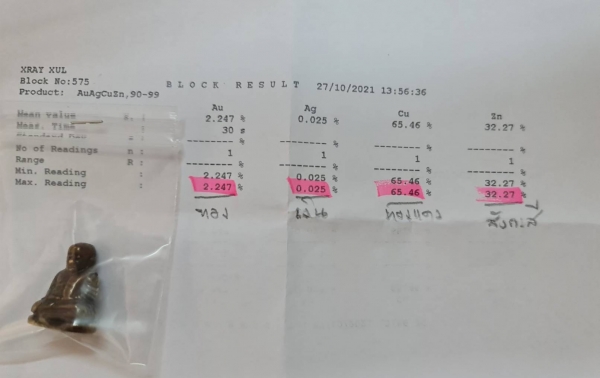 XRAY XUL
Block No:575 BLOCK RESULT 27/10/2021 13:56:36
Product: AuAgCuZn,90-99
Au Ag Cu Zn
Mean value 2.247 % 0.025 % 65.46 % 32.27 %
Meas. Time : 30 s
-------- -------- -------- --------
No of Readings n: 1 1 1 1
Range R: -------- -------- -------- --------
Min. Reading : 2.247 % 0.025 % 65.46 % 32.27 %
Max. Reading : 2.247 % 0.025 % 65.46 % 32.27 %
ทอง เงิน ทองแดง สังกะสี